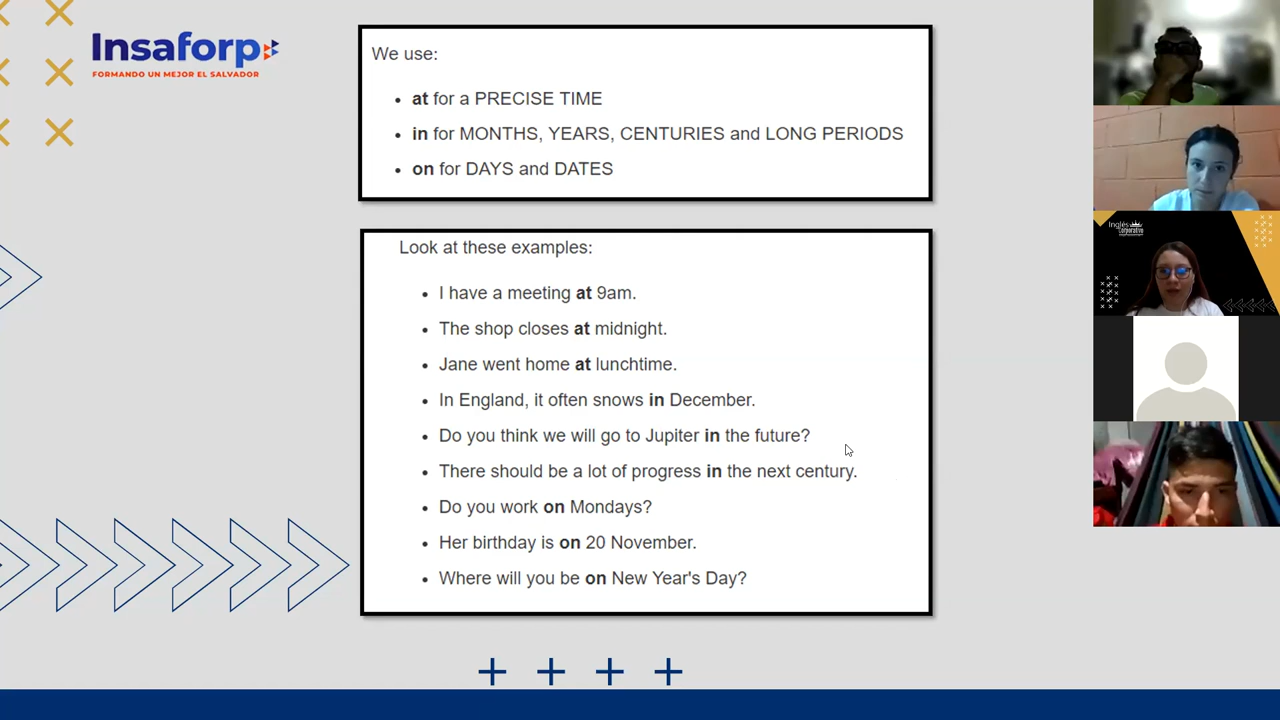 Insaforp
FORMANDO UN MEJOR EL SALVADOR
We use:
• at for a PRECISE TIME
• in for MONTHS, YEARS, CENTURIES and LONG PERIODS
• on for DAYS and DATES
Look at these examples:
• I have a meeting at 9am.
• The shop closes at midnight.
• Jane went home at lunchtime.
• In England, it often snows in December.
• Do you think we will go to Jupiter in the future?
• There should be a lot of progress in the next century.
• Do you work on Mondays?
• Her birthday is on 20 November.
• Where will you be on New Year's Day?
Inglés
Corporativo